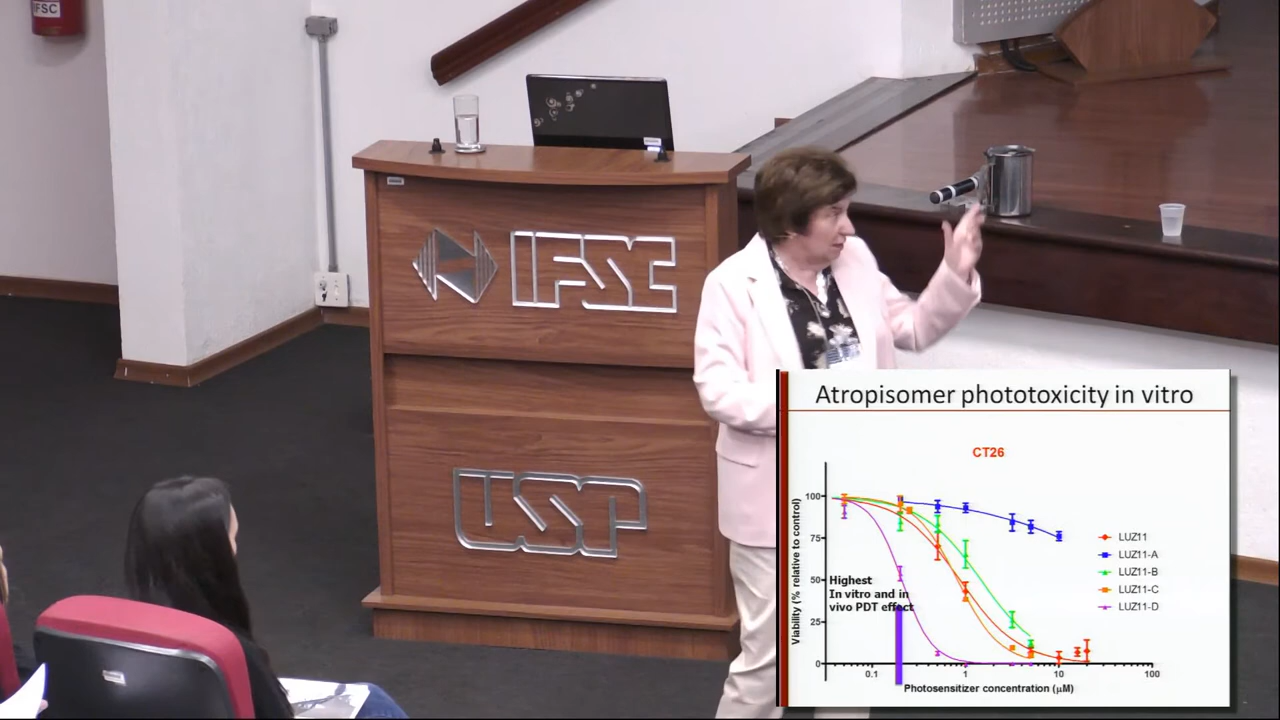 IFSC
IFSC
USP
Atropisomer phototoxicity in vitro
CT26
Viability (% relative to control)
100
75
50
25
0
Highest
In vitro and in
vivo PDT effect
LUZ11
LUZ11-A
LUZ11-B
LUZ11-C
LUZ11-D
0.1
1
10
100
Photosensitizer concentration (µM)